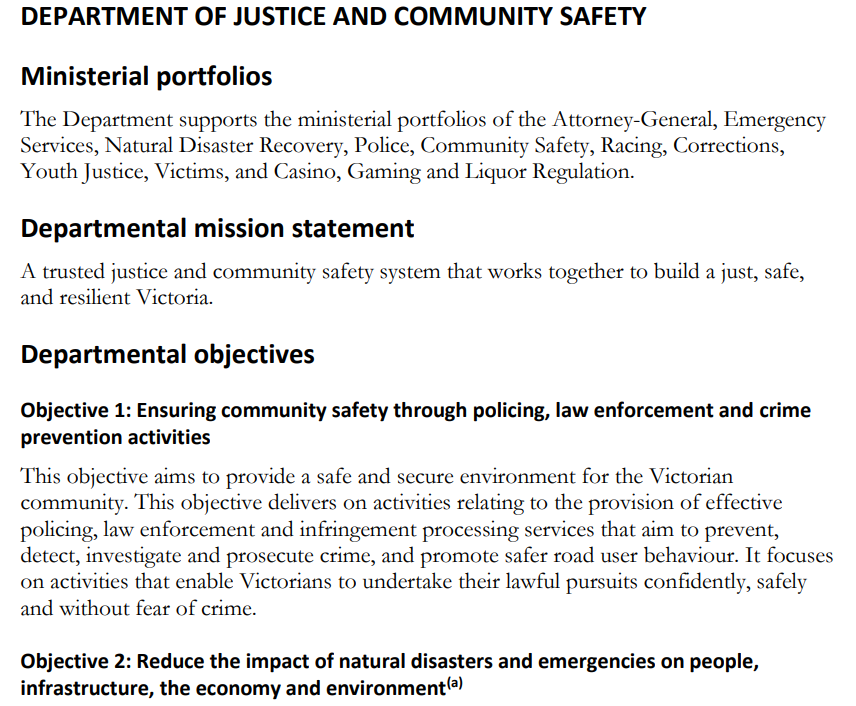 DEPARTMENT OF JUSTICE AND COMMUNITY SAFETY
Ministerial portfolios
The Department supports the ministerial portfolios of the Attorney-General, Emergency
Services, Natural Disaster Recovery, Police, Community Safety, Racing, Corrections,
Youth Justice, Victims, and Casino, Gaming and Liquor Regulation.
Departmental mission statement
A trusted justice and community safety system that works together to build a just, safe,
and resilient Victoria.
Departmental objectives
Objective 1: Ensuring community safety through policing, law enforcement and crime
prevention activities
This objective aims to provide a safe and secure environment for the Victorian
community. This objective delivers on activities relating to the provision of effective
policing, law enforcement and infringement processing services that aim to prevent,
detect, investigate and prosecute crime, and promote safer road user behaviour. It focuses
on activities that enable Victorians to undertake their lawful pursuits confidently, safely
and without fear of crime.
Objective 2: Reduce the impact of natural disasters and emergencies on people,
infrastructure, the economy and environment(a)